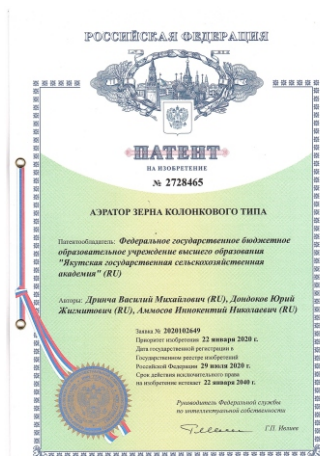 РОССИЙСКАЯ ФЕДЕРАЦИЯ
ПАТЕНТ
НА ИЗОБРЕТЕНИЕ
№ 2728465
АЭРАТОР ЗЕРНА КОЛОНКОВОГО ТИПА
Патентообладатель: Федеральное государственное бюджетное
образовательное учреждение высшего образования
"Якутская государственная сельскохозяйственная
академия" (RU)
Авторы: Дринча Василий Михайлович (RU), Дондоков Юрий
Жигмитович (RU), Аммосов Иннокентий Николаевич (RU)
Заявка № 2020102649
Приоритет изобретения 22 января 2020 г.
Дата государственной регистрации в
Государственном реестре изобретений
Российской Федерации 29 июля 2020 г.
Срок действия исключительного права
на изобретение истекает 22 января 2040 г.
Руководитель Федеральной службы
по интеллектуальной собственности
Г.П. Ивлиев